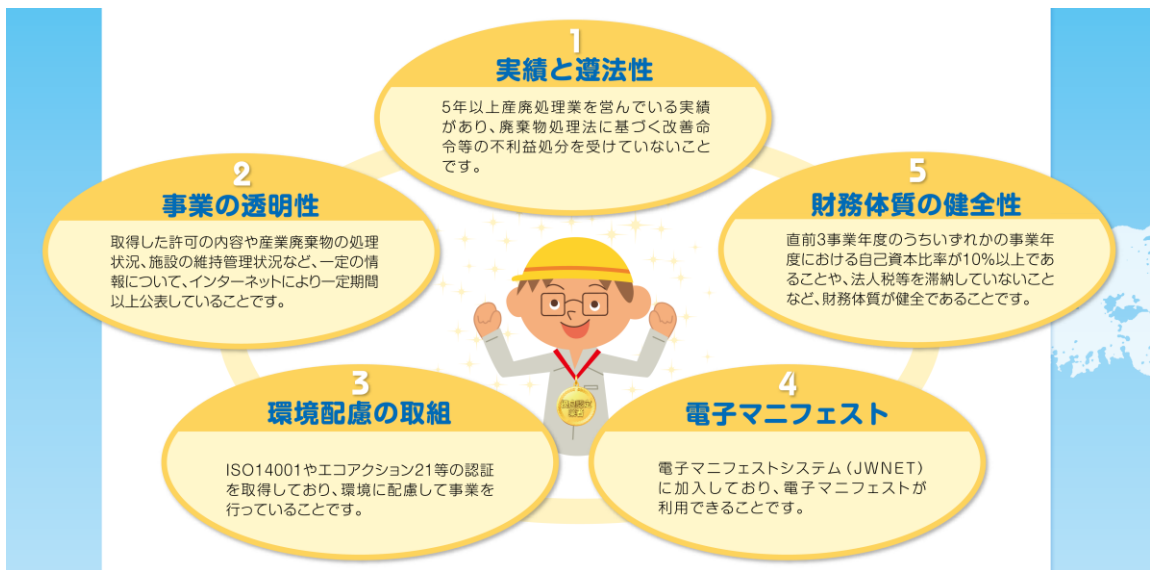 1
実績と遵法性
5年以上産廃処理業を営んでいる実績
があり、廃棄物処理法に基づく改善命
令等の不利益処分を受けていないこと
です。
2
事業の透明性
取得した許可の内容や産業廃棄物の処理
状況、施設の維持管理状況など、一定の情
報について、インターネットにより一定期間
以上公表していることです。
3
環境配慮の取組
ISO14001やエコアクション21等の認証
を取得しており、環境に配慮して事業を
行っていることです。
4
電子マニフェスト
電子マニフェストシステム(JWNET)
に加入しており、電子マニフェストが
利用できることです。
5
財務体質の健全性
直前3事業年度のうちいずれかの事業年
度における自己資本比率が10%以上であ
ることや、法人税等を滞納していないこと
など、財務体質が健全であることです。